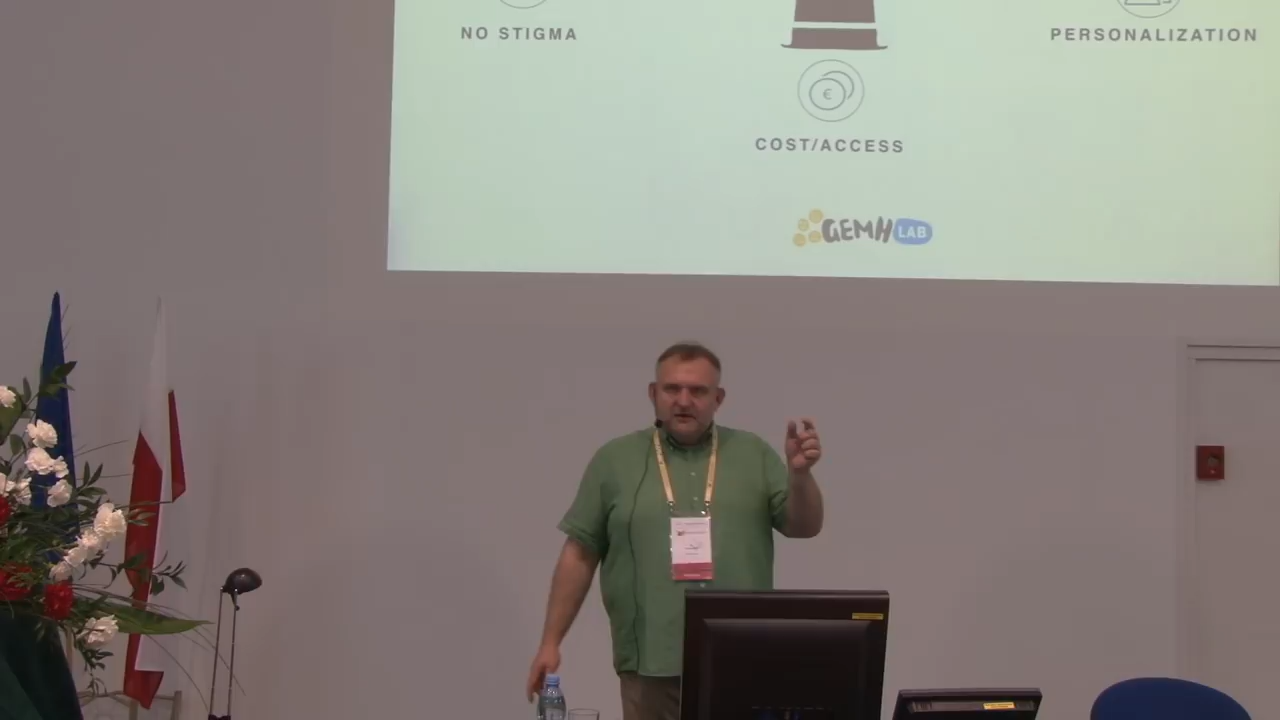 NO STIGMA
PERSONALIZATION
€
COST/ACCESS
GEMH LAB